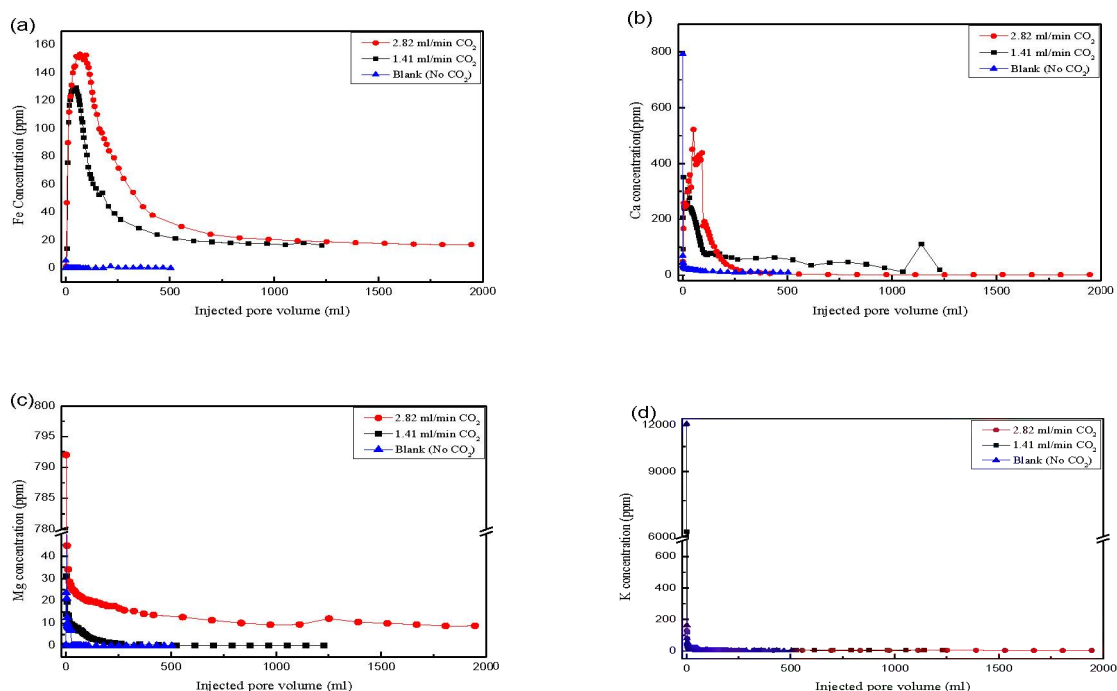 (a)
160
140
120
100
80
60
40
20
0
Fe Concentration (ppm)
0 500 1000 1500 2000
Injected pore volume (ml)
2.82 ml/min CO₂
1.41 ml/min CO₂
Blank (No CO₂)
(b)
800
600
400
200
0
Ca concentration(ppm)
0 500 1000 1500 2000
Injected pore volume (ml)
2.82 ml/min CO₂
1.41 ml/min CO₂
Blank (No CO₂)
(c)
800
795
790
785
780
40
30
20
10
0
Mg concentration (ppm)
0 500 1000 1500 2000
Injected pore volume (ml)
2.82 ml/min CO₂
1.41 ml/min CO₂
Blank (No CO₂)
(d)
12000
9000
6000
600
400
200
0
K concentration (ppm)
0 500 1000 1500 2000
Injected pore volume (ml)
2.82 ml/min CO₂
1.41 ml/min CO₂
Blank (No CO₂)